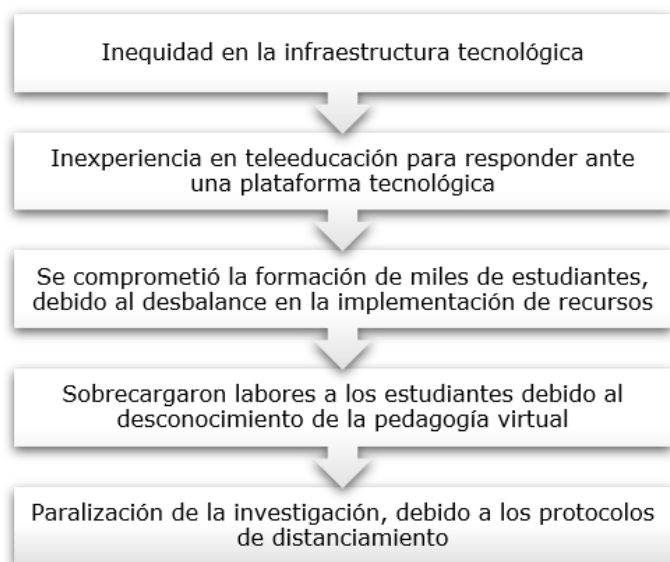 Inequidad en la infraestructura tecnológica
Inexperiencia en teleeducación para responder ante
una plataforma tecnológica
Se comprometió la formación de miles de estudiantes,
debido al desbalance en la implementación de recursos
Sobrecargaron labores a los estudiantes debido al
desconocimiento de la pedagogía virtual
Paralización de la investigación, debido a los protocolos
de distanciamiento